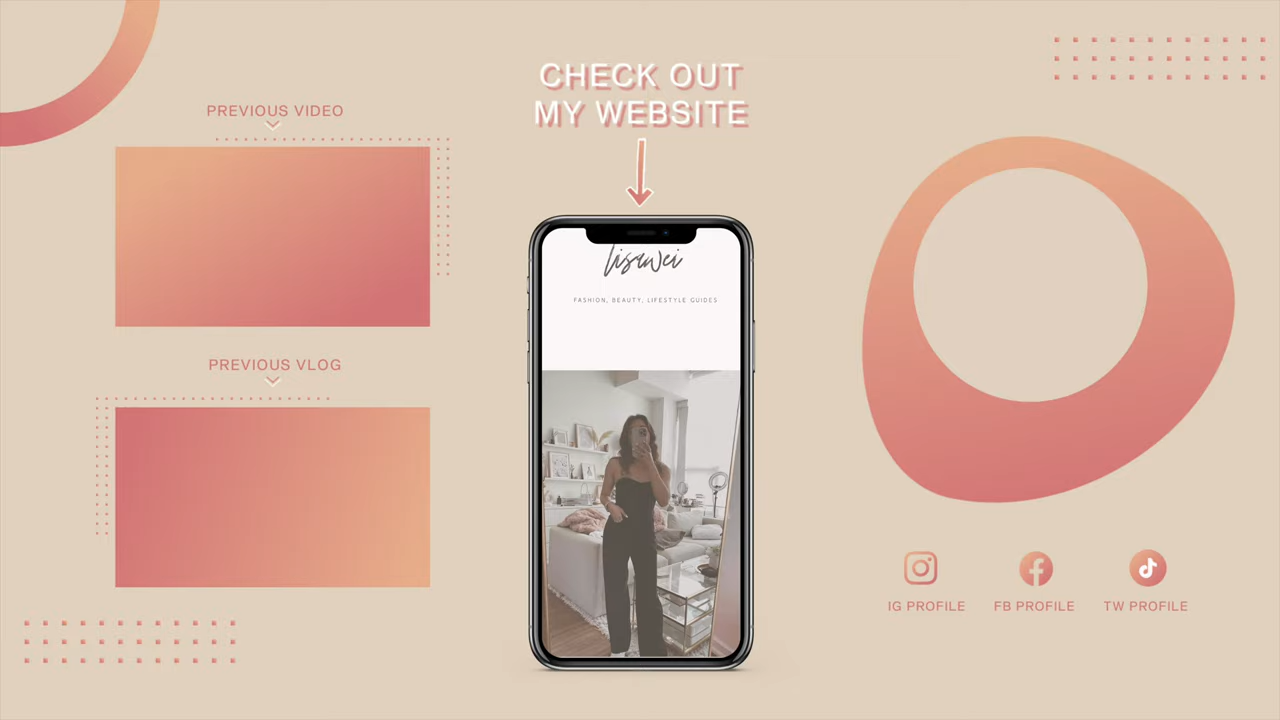 PREVIOUS VIDEO
PREVIOUS VLOG
CHECK OUT
MY WEBSITE
lisawei
FASHION, BEAUTY, LIFESTYLE GUIDES
IG PROFILE
FB PROFILE
TW PROFILE